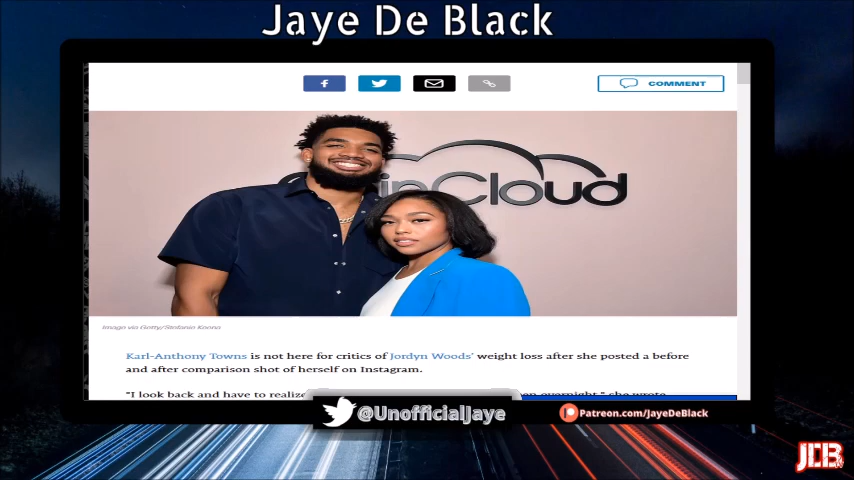 Jaye De Black
COMMENT
inCloud
Image via Getty/Stefanie Keenan
Karl-Anthony Towns is not here for critics of Jordyn Woods' weight loss after she posted a before
and after comparison shot of herself on Instagram.
"I look back and have to realize overnight," she wrote
@UnofficialJaye
Patreon.com/JayeDeBlack
JDB